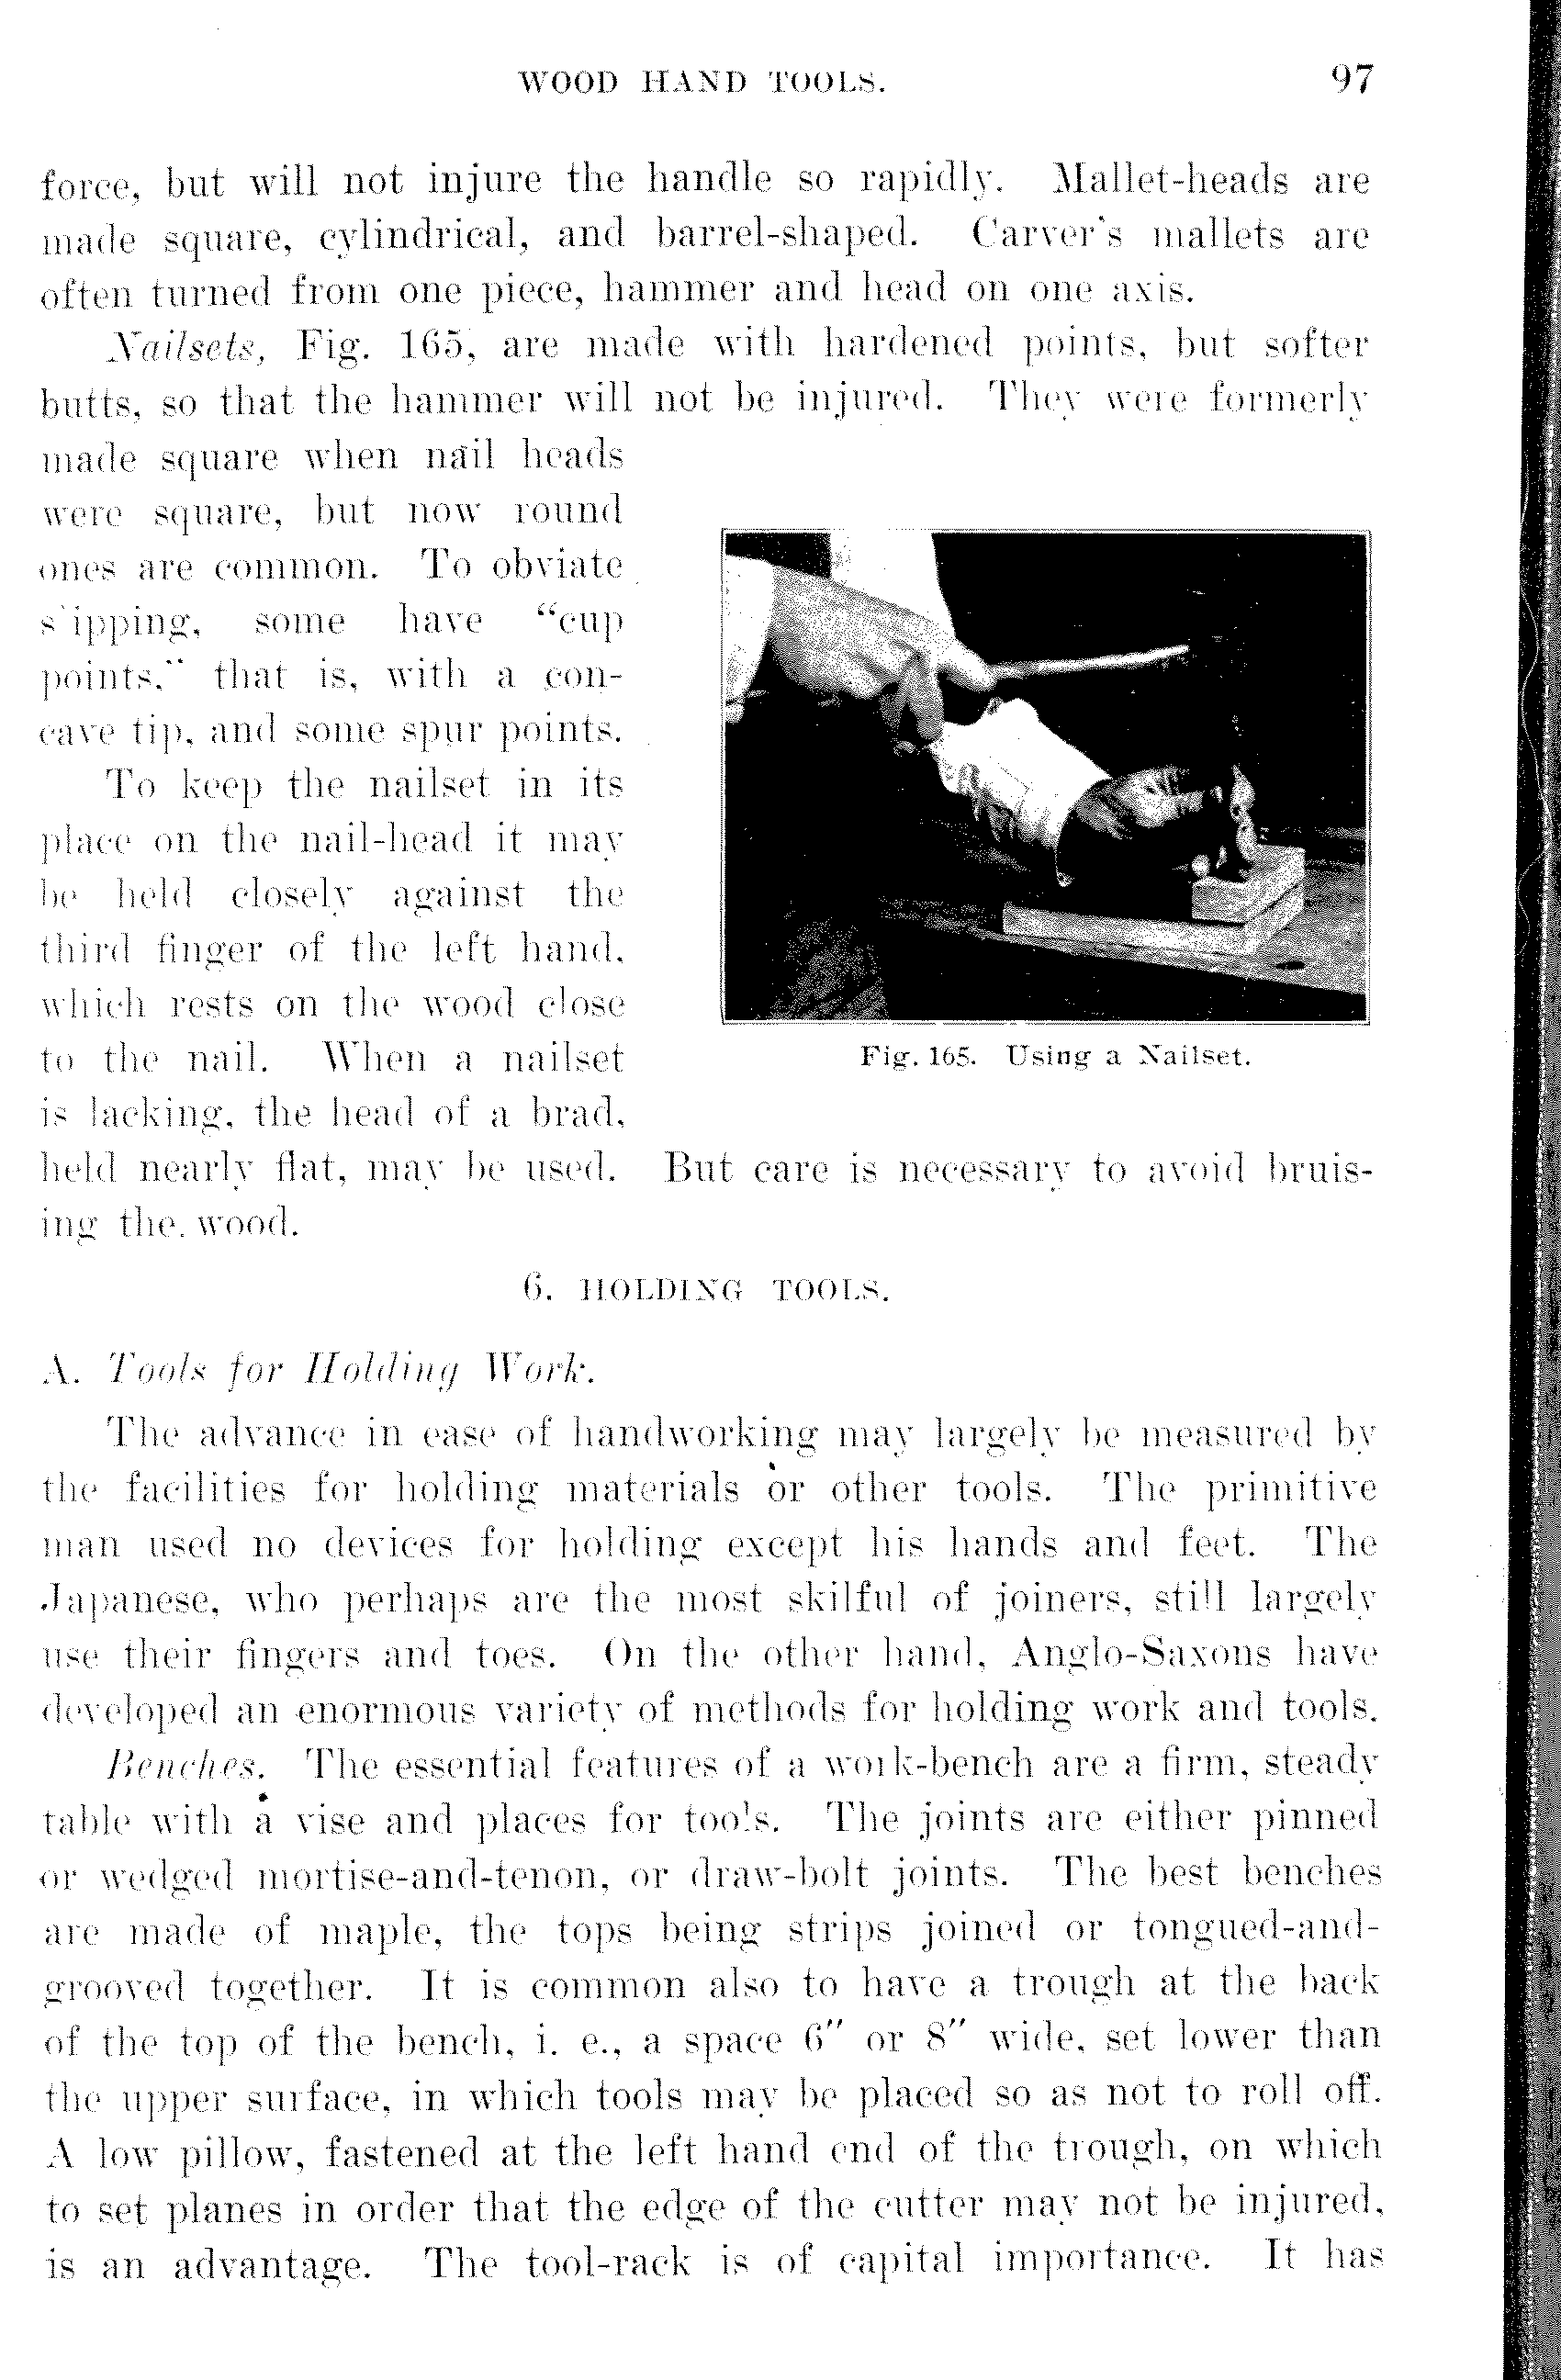 WOOD HAND TOOLS. 97
force, but will not injure the handle so rapidly. Mallet-heads are
made square, cylindrical, and barrel-shaped. Carver's mallets are
often turned from one piece, hammer and head on one axis.
Nailsets, Fig. 165, are made with hardened points, but softer
butts, so that the hammer will not be injured. They were formerly
made square when nail heads
were square, but now round
ones are common. To obviate
slipping, some have “cup
points,” that is, with a con-
cave tip, and some spur points.
To keep the nailset in its
place on the nail-head it may
be held closely against the
third finger of the left hand,
which rests on the wood close
to the nail. When a nailset
is lacking, the head of a brad,
held nearly flat, may be used. But care is necessary to avoid bruis-
ing the wood.
Fig. 165. Using a Nailset.
6. HOLDING TOOLS.
A. Tools for Holding Work.
The advance in ease of handworking may largely be measured by
the facilities for holding materials or other tools. The primitive
man used no devices for holding except his hands and feet. The
Japanese, who perhaps are the most skilful of joiners, still largely
use their fingers and toes. On the other hand, Anglo-Saxons have
developed an enormous variety of methods for holding work and tools.
Benches. The essential features of a work-bench are a firm, steady
table with a vise and places for tools. The joints are either pinned
or wedged mortise-and-tenon, or draw-bolt joints. The best benches
are made of maple, the tops being strips joined or tongued-and-
grooved together. It is common also to have a trough at the back
of the top of the bench, i. e., a space 6″ or 8″ wide, set lower than
the upper surface, in which tools may be placed so as not to roll off.
A low pillow, fastened at the left hand end of the trough, on which
to set planes in order that the edge of the cutter may not be injured,
is an advantage. The tool-rack is of capital importance. It has